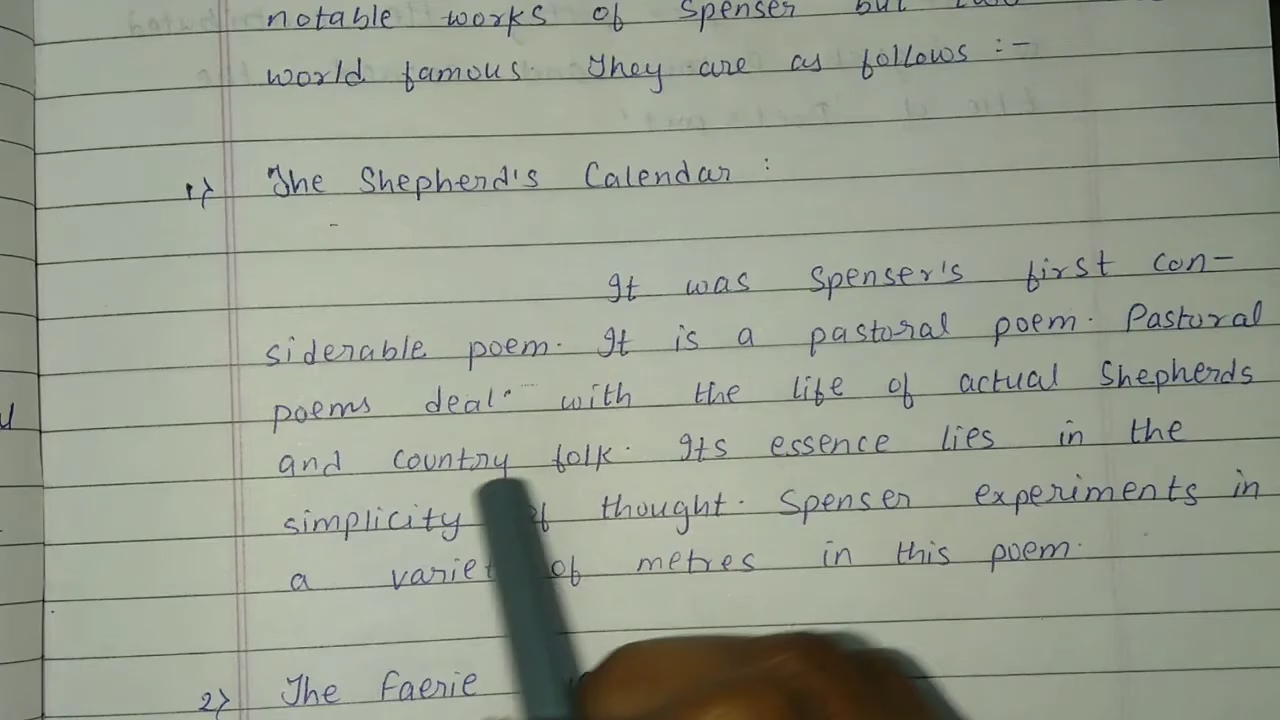 notable works of Spenser but
world famous. They are as follows :-
1) The Shepherd's Calendar :
It was Spenser's first con-
siderable poem. It is a pastoral poem. Pastoral
poems deal with the life of actual Shepherds
and country folk. Its essence lies in the
simplicity of thought. Spenser experiments in
a of metres in this poem.
2) The Faerie